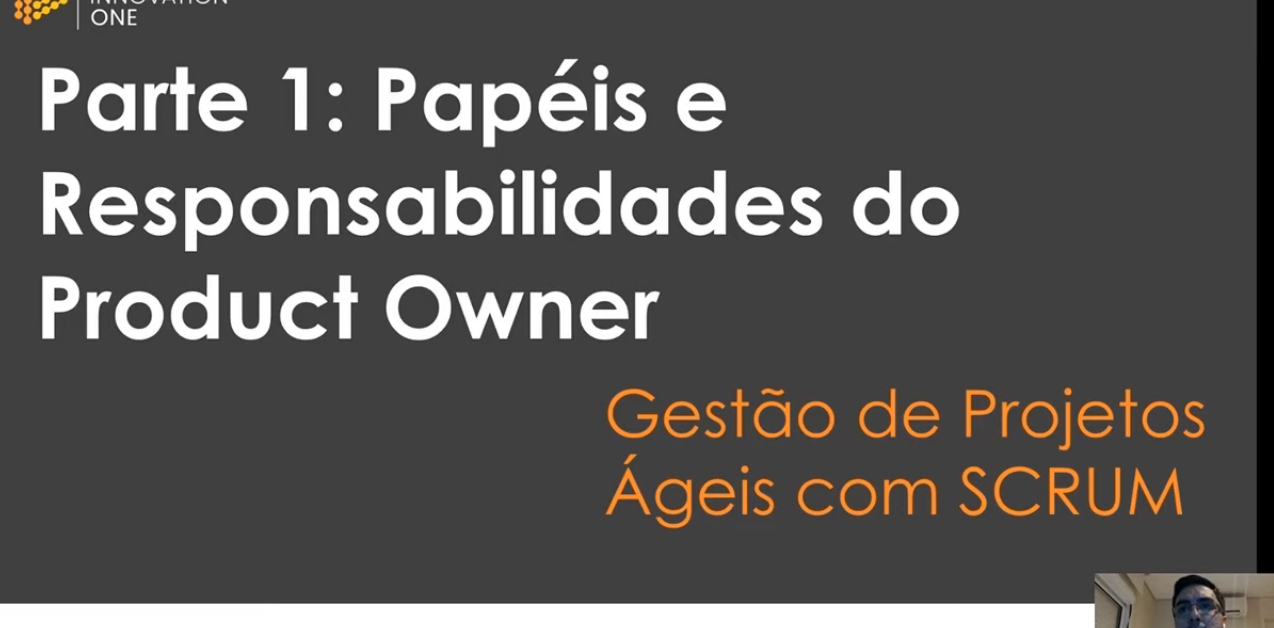 ONE
Parte 1: Papéis e
Responsabilidades do
Product Owner
Gestão de Projetos
Ágeis com SCRUM